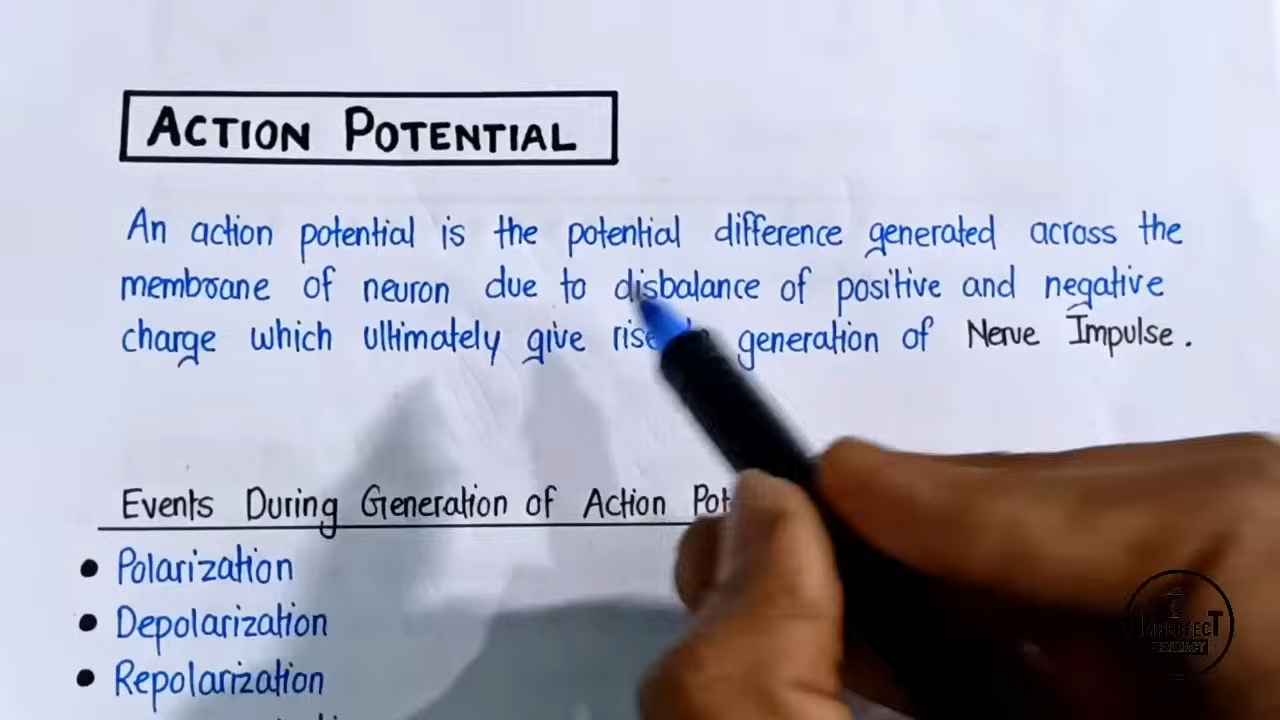 ACTION POTENTIAL
An action potential is the potential difference generated across the
membrane of neuron due to disbalance of positive and negative
charge which ultimately give rise generation of Nerve Impulse.
Events During Generation of Action
• Polarization
• Depolarization
• Repolarization
IMPERFECT
PHARMACY